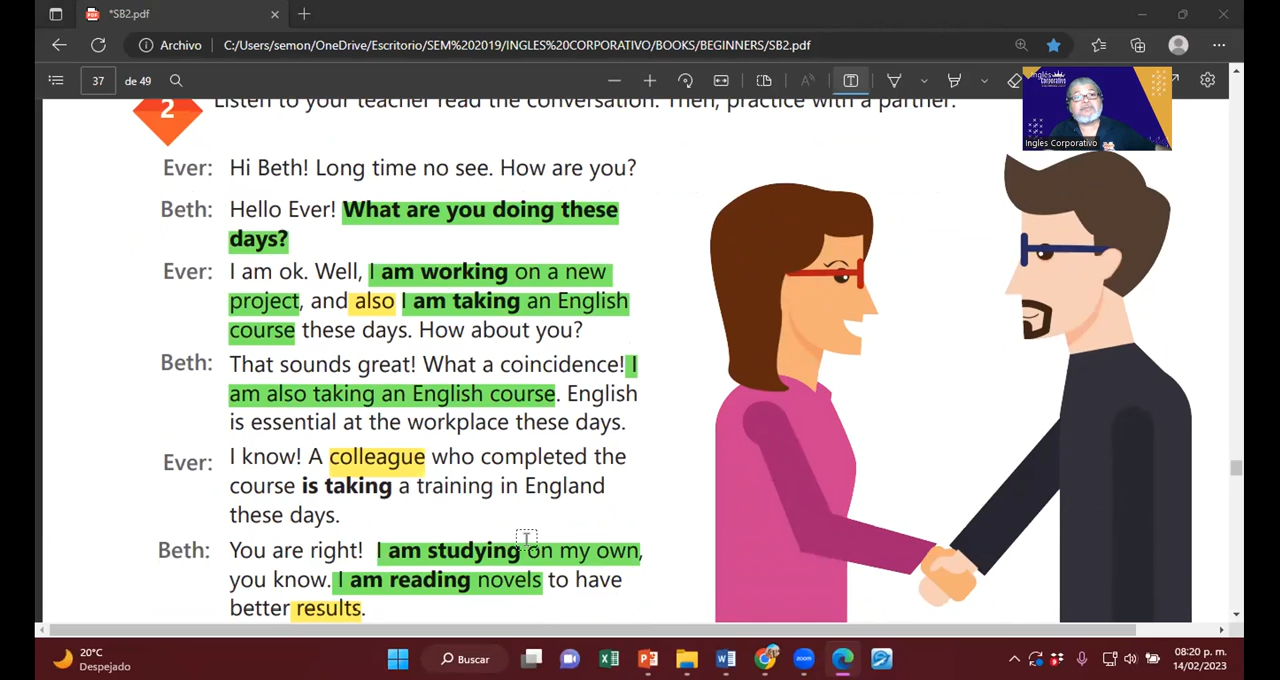 *SB2.pdf
Archivo
C:/Users/semon/OneDrive/Escritorio/SEM%202019/INGLES%20CORPORATIVO/BOOKS/BEGINNERS/SB2.pdf
37 de 49
Inglés Corporativo
Ingles Corporativo
2 Listen to your teacher read the conversation. Then, practice with a partner.
Ever: Hi Beth! Long time no see. How are you?
Beth: Hello Ever! What are you doing these
days?
Ever: I am ok. Well, I am working on a new
project, and also I am taking an English
course these days. How about you?
Beth: That sounds great! What a coincidence! I
am also taking an English course. English
is essential at the workplace these days.
Ever: I know! A colleague who completed the
course is taking a training in England
these days.
Beth: You are right! I am studying on my own,
you know. I am reading novels to have
better results.
20°C
Despejado
Buscar
zoom
08:20 p. m.
14/02/2023